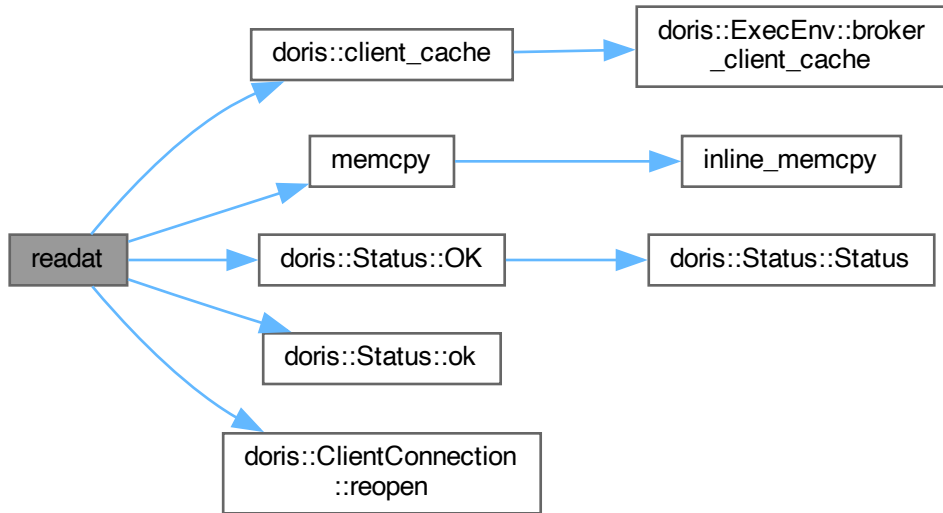 doris::client_cache
doris::ExecEnv::broker
_client_cache
memcpy
inline_memcpy
readat
doris::Status::OK
doris::Status::Status
doris::Status::ok
doris::ClientConnection
::reopen